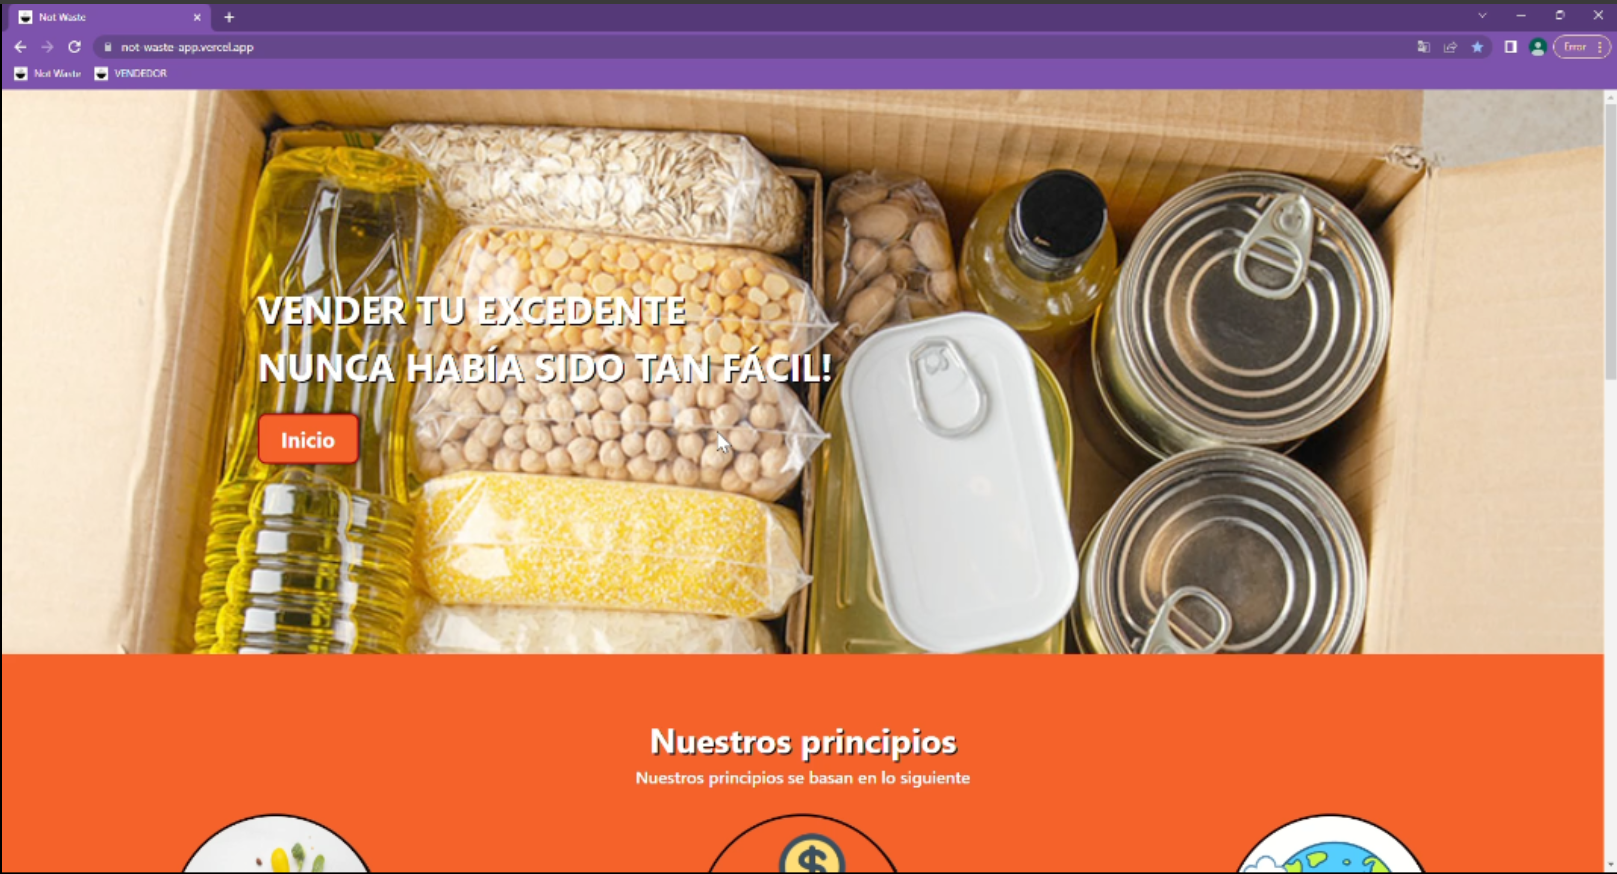 Not Waste
not-waste-app.vercel.app
Error
Not Waste
VENDEDOR
VENDER TU EXCEDENTE
NUNCA HABÍA SIDO TAN FÁCIL!
Inicio
Nuestros principios
Nuestros principios se basan en lo siguiente
$